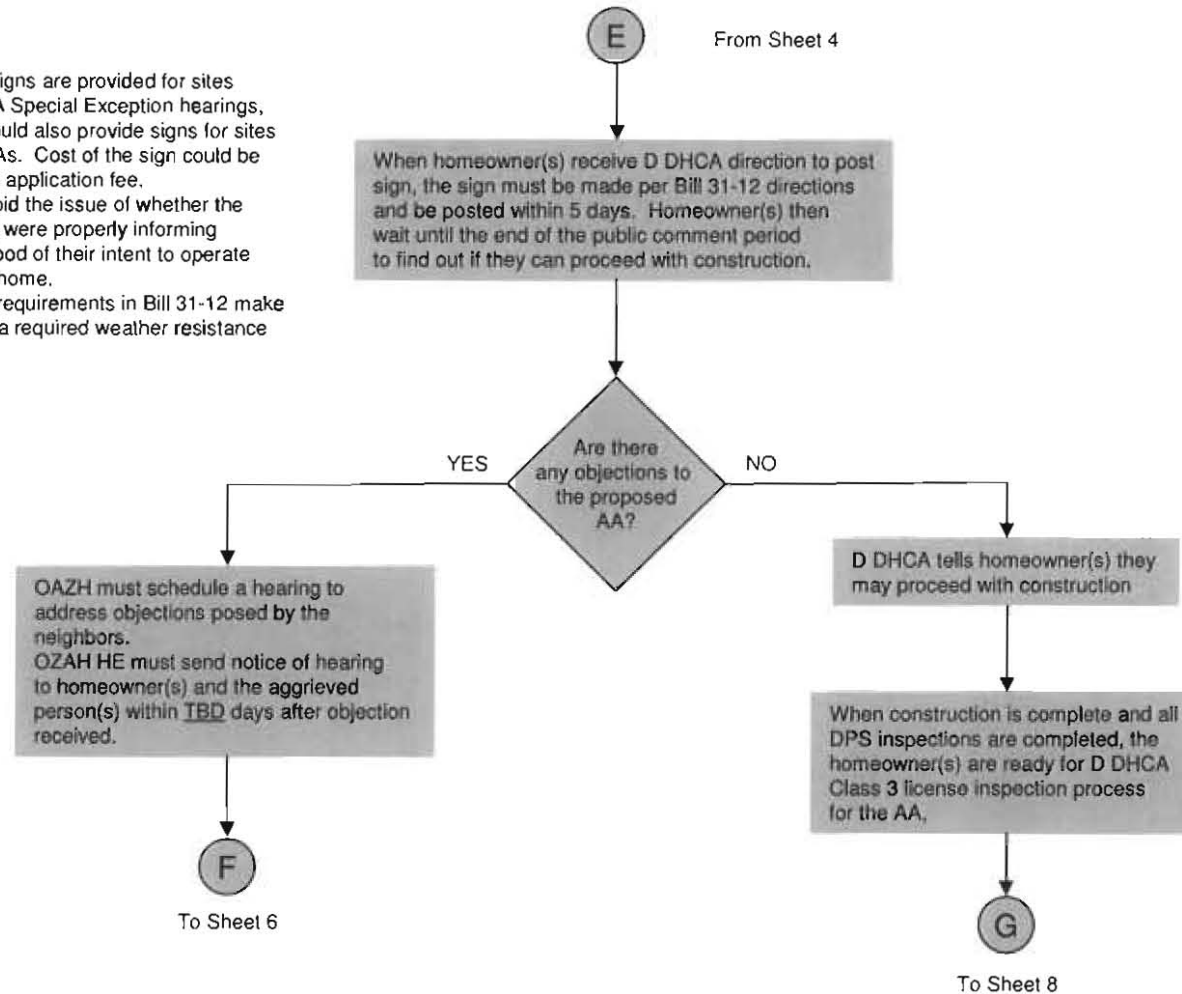 E
From Sheet 4
igns are provided for sites
A Special Exception hearings,
uld also provide signs for sites
As. Cost of the sign could be
application fee.
oid the issue of whether the
were properly informing
ood of their intent to operate
home.
requirements in Bill 31-12 make
a required weather resistance
When homeowner(s) receive D DHCA direction to post
sign, the sign must be made per Bill 31-12 directions
and be posted within 5 days. Homeowner(s) then
wait until the end of the public comment period
to find out if they can proceed with construction.
Are there
any objections to
the proposed
AA?
YES
NO
OAZH must schedule a hearing to
address objections posed by the
neighbors.
OZAH HE must send notice of hearing
to homeowner(s) and the aggrieved
person(s) within TBD days after objection
received.
F
To Sheet 6
D DHCA tells homeowner(s) they
may proceed with construction
When construction is complete and all
DPS inspections are completed, the
homeowner(s) are ready for D DHCA
Class 3 license inspection process
for the AA,
G
To Sheet 8